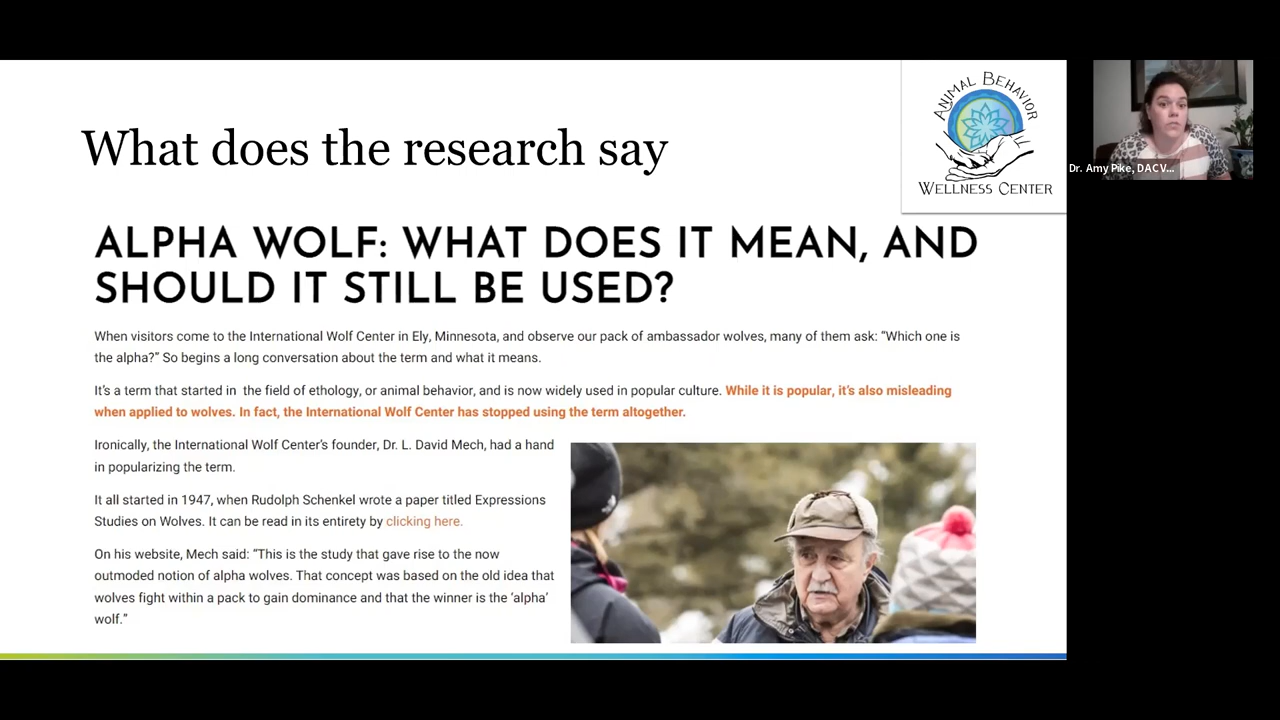 What does the research say
ANIMAL BEHAVIOR
WELLNESS CENTER
Dr. Amy Pike, DACV...
ALPHA WOLF: WHAT DOES IT MEAN, AND
SHOULD IT STILL BE USED?
When visitors come to the International Wolf Center in Ely, Minnesota, and observe our pack of ambassador wolves, many of them ask: “Which one is
the alpha?” So begins a long conversation about the term and what it means.
It’s a term that started in the field of ethology, or animal behavior, and is now widely used in popular culture. While it is popular, it’s also misleading
when applied to wolves. In fact, the International Wolf Center has stopped using the term altogether.
Ironically, the International Wolf Center’s founder, Dr. L. David Mech, had a hand
in popularizing the term.
It all started in 1947, when Rudolph Schenkel wrote a paper titled Expressions
Studies on Wolves. It can be read in its entirety by clicking here.
On his website, Mech said: “This is the study that gave rise to the now
outmoded notion of alpha wolves. That concept was based on the old idea that
wolves fight within a pack to gain dominance and that the winner is the ‘alpha’
wolf.”